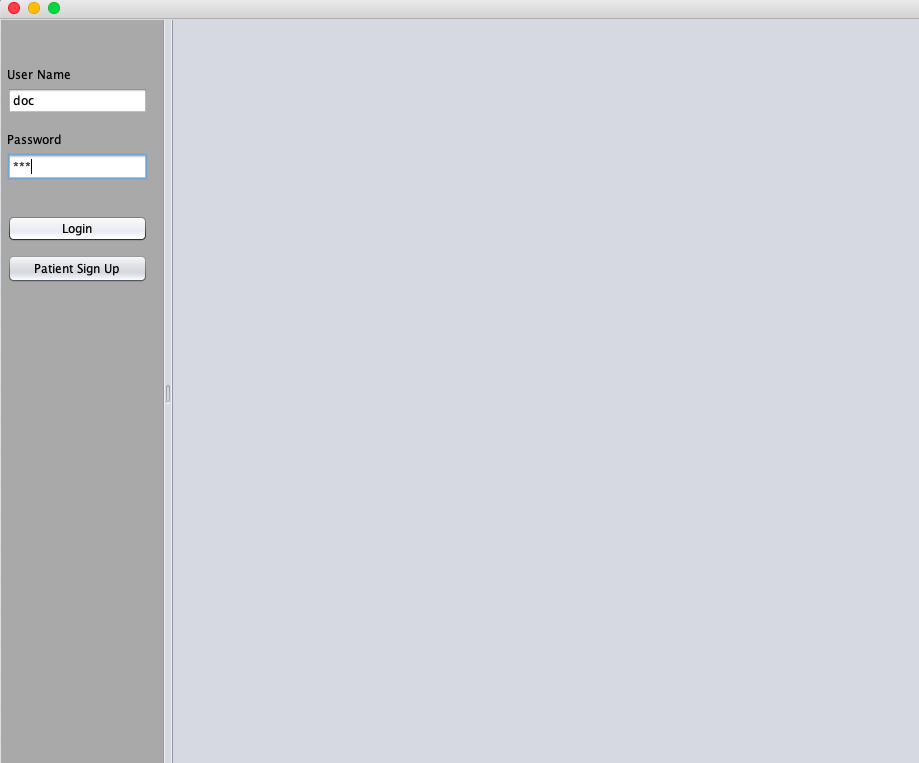 User Name
doc
Password
***
Login
Patient Sign Up